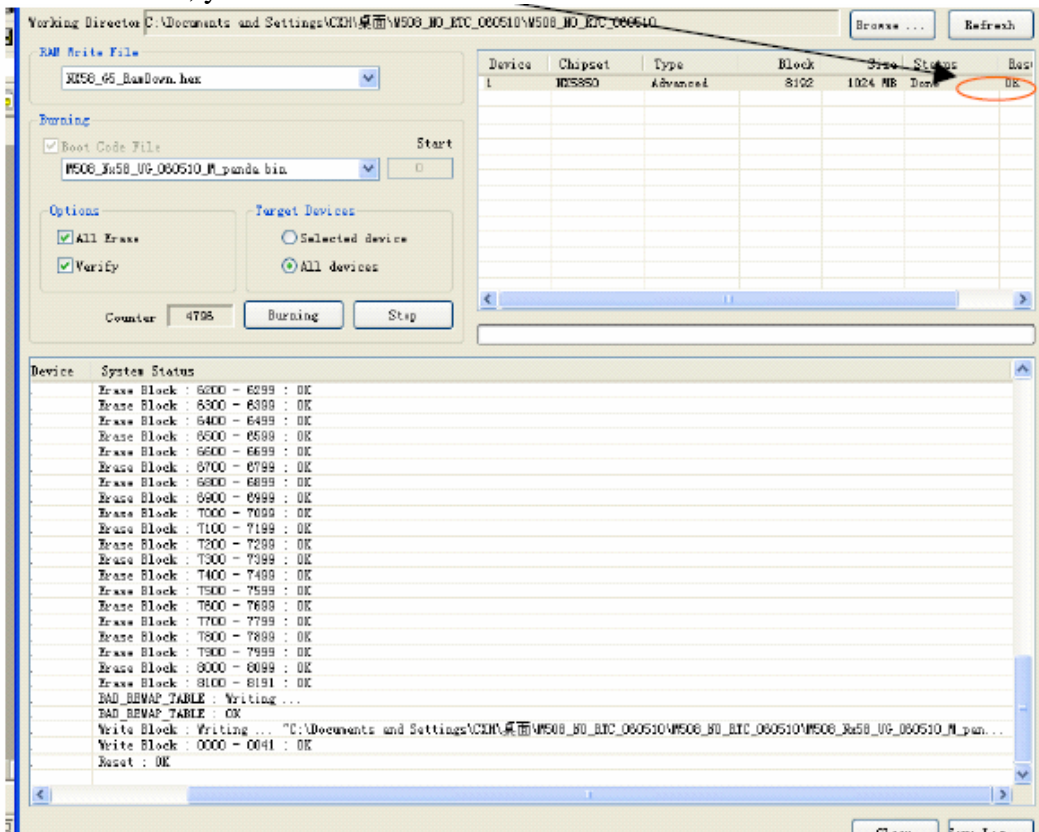 Working Director C:\Documents and Settings\CXH\桌面\M508_NO_RTC_060510\M508_NO_RTC_060510
Browse ...
Refresh
RAM Write File
NX58_G5_RamDown.hex
Device Chipset Type Block Size Status Resu
1 NX5850 Advanced 8192 1024 MB Done OK
Burning
Boot Code File
Start
M508_Nx58_UG_060510_M_panda.bin
0
Options
Target Devices
All Erase
Selected device
Verify
All devices
Counter 4796 Burning Stop
Device System Status
Erase Block : 6200 - 6299 : OK
Erase Block : 6300 - 6399 : OK
Erase Block : 6400 - 6499 : OK
Erase Block : 6500 - 6599 : OK
Erase Block : 6600 - 6699 : OK
Erase Block : 6700 - 6799 : OK
Erase Block : 6800 - 6899 : OK
Erase Block : 6900 - 6999 : OK
Erase Block : 7000 - 7099 : OK
Erase Block : 7100 - 7199 : OK
Erase Block : 7200 - 7299 : OK
Erase Block : 7300 - 7399 : OK
Erase Block : 7400 - 7499 : OK
Erase Block : 7500 - 7599 : OK
Erase Block : 7600 - 7699 : OK
Erase Block : 7700 - 7799 : OK
Erase Block : 7800 - 7899 : OK
Erase Block : 7900 - 7999 : OK
Erase Block : 8000 - 8099 : OK
Erase Block : 8100 - 8191 : OK
BAD_REMAP_TABLE : Writing ...
BAD_REMAP_TABLE : OK
Write Block : Writing ... "C:\Documents and Settings\CXH\桌面\M508_NO_RTC_060510\M508_NO_RTC_060510\M508_Nx58_UG_060510_M_pan...
Write Block : 0000 - 0041 : OK
Reset : OK